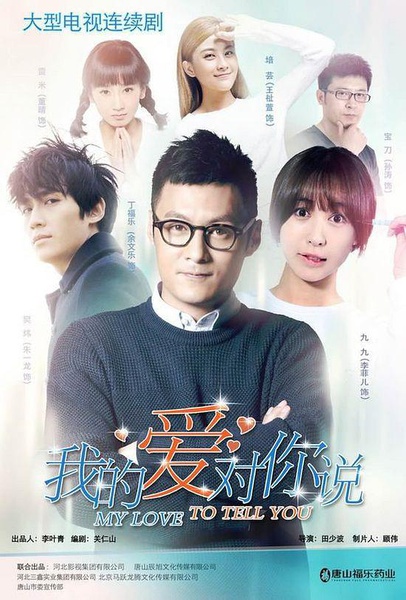 大型电视连续剧
培芸(王祉萱 饰)
米(董晴 饰)
宝刀(孙涛 饰)
丁福乐(余文乐 饰)
九九(李菲儿 饰)
(朱一龙 饰)
我的爱对你说
MY LOVE TO TELL YOU
出品人:李叶青 编剧:关仁山
导演:田少波 制片人:顾伟
联合出品:河北影视集团有限公司 唐山辰旭文化传媒有限公司
河北三鑫实业集团有限公司 北京马跃龙腾文化传媒有限公司
唐山市委宣传部
唐山福乐药业